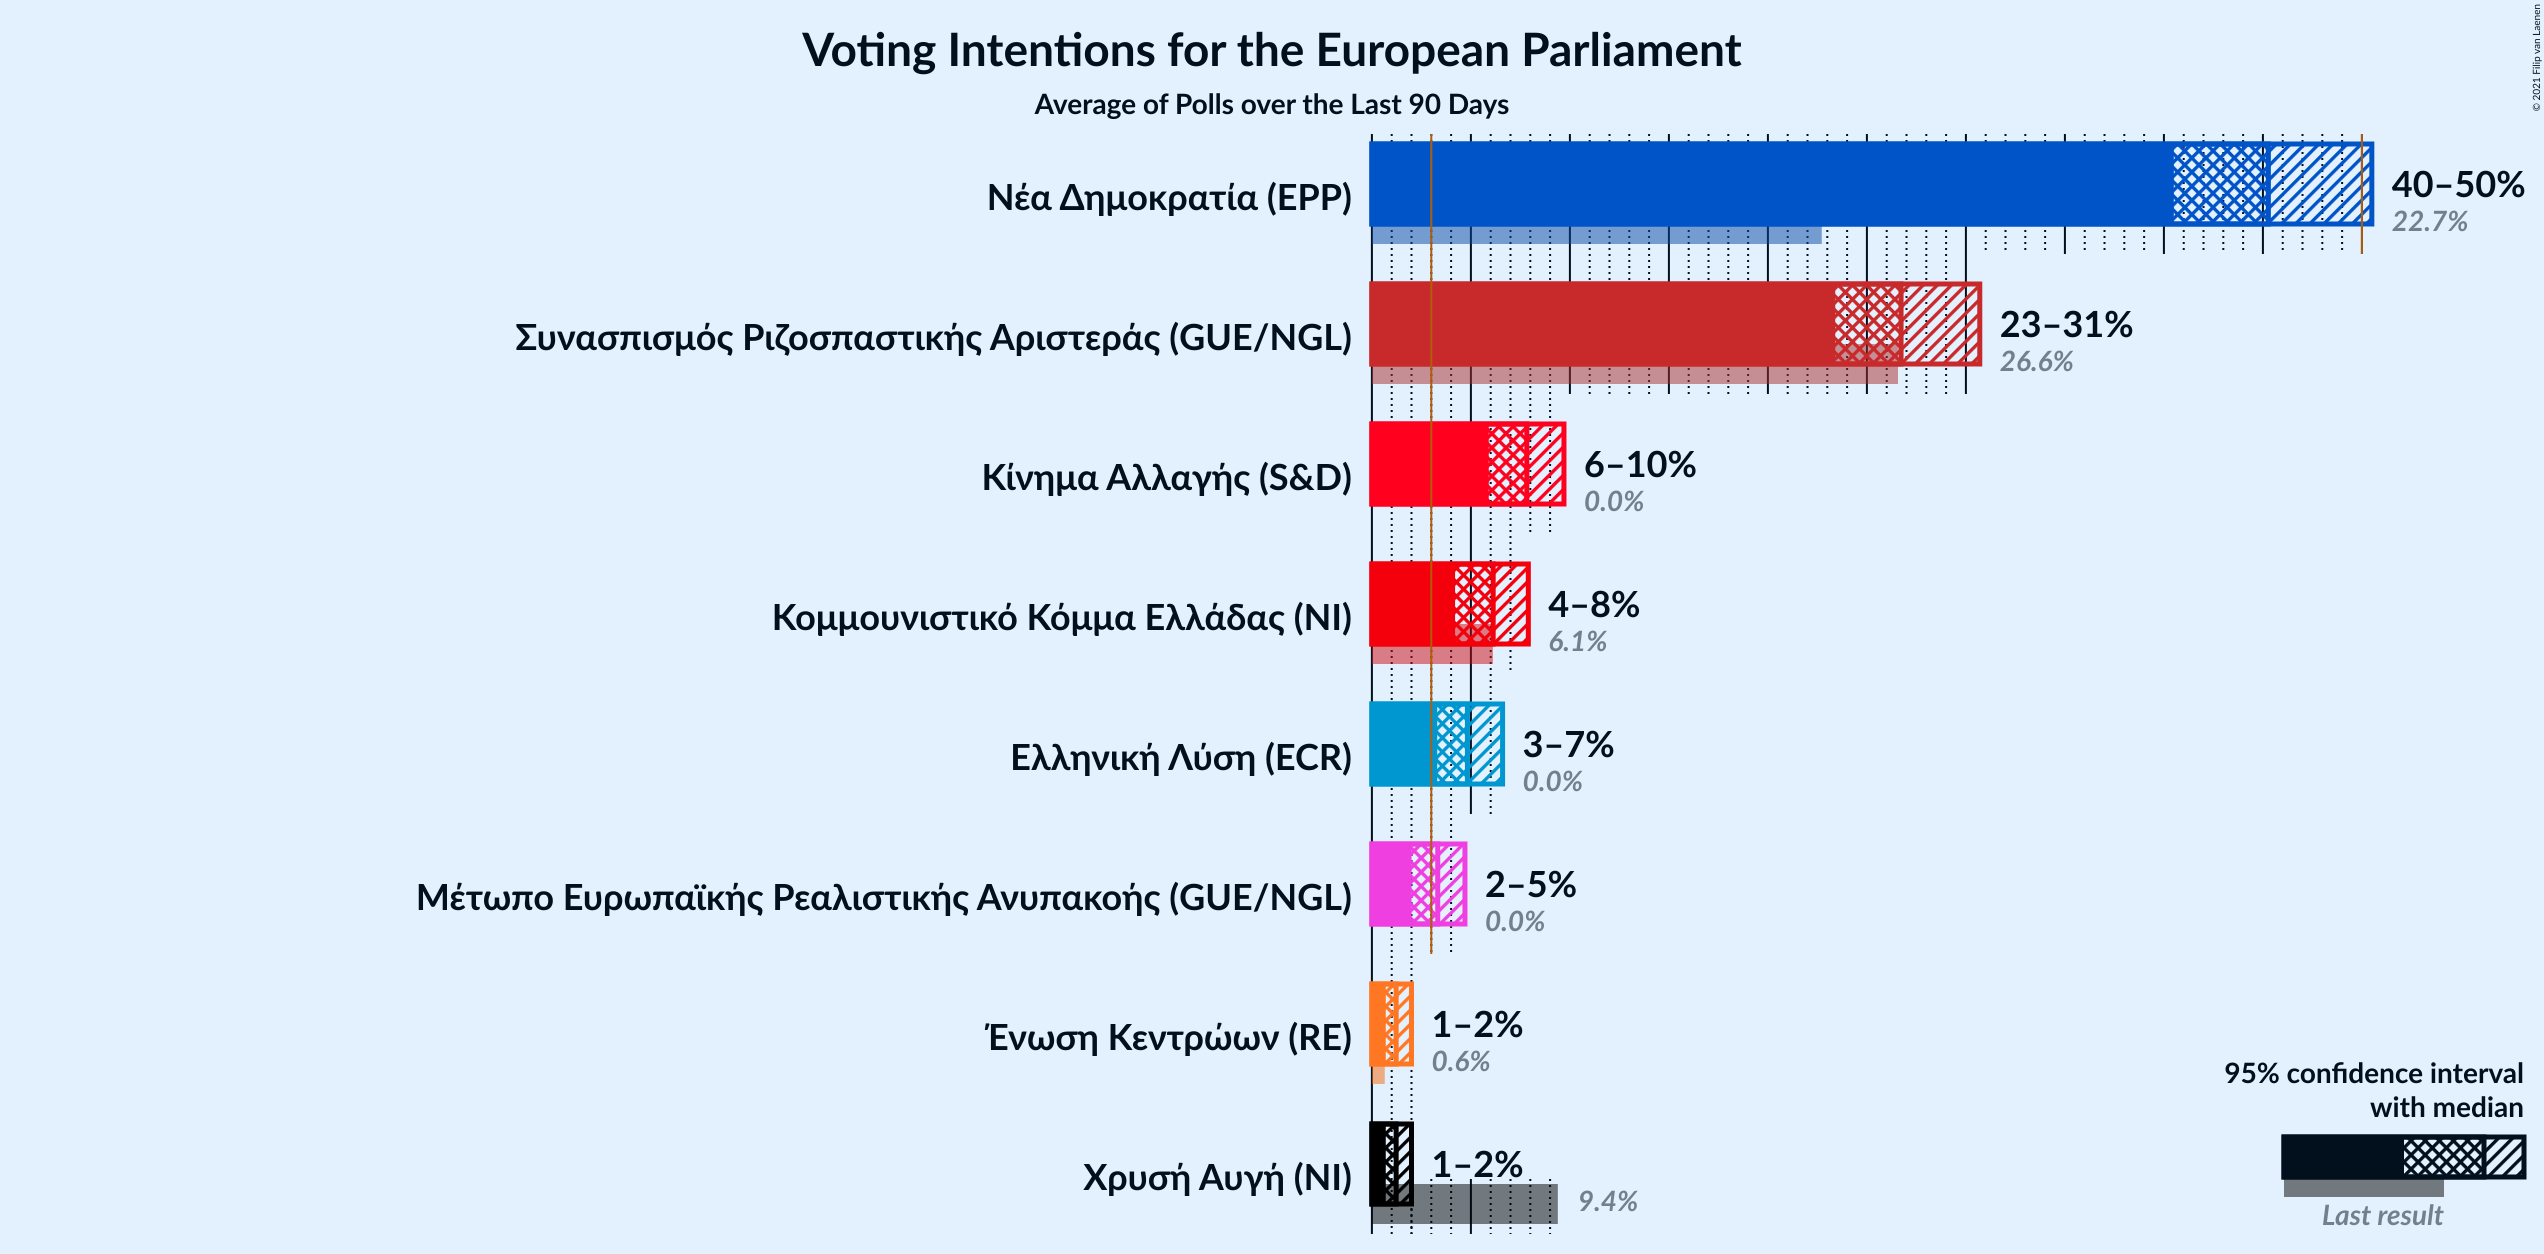 Voting Intentions for the European Parliament
Average of Polls over the Last 90 Days
© 2021 Filip van Laenen
Νέα Δημοκρατία (EPP)
40–50%
22.7%
Συνασπισμός Ριζοσπαστικής Αριστεράς (GUE/NGL)
23–31%
26.6%
Κίνημα Αλλαγής (S&D)
6–10%
0.0%
Κομμουνιστικό Κόμμα Ελλάδας (NI)
4–8%
6.1%
Ελληνική Λύση (ECR)
3–7%
0.0%
Μέτωπο Ευρωπαϊκής Ρεαλιστικής Ανυπακοής (GUE/NGL)
2–5%
0.0%
Ένωση Κεντρώων (RE)
1–2%
0.6%
Χρυσή Αυγή (NI)
1–2%
9.4%
95% confidence interval
with median
Last result